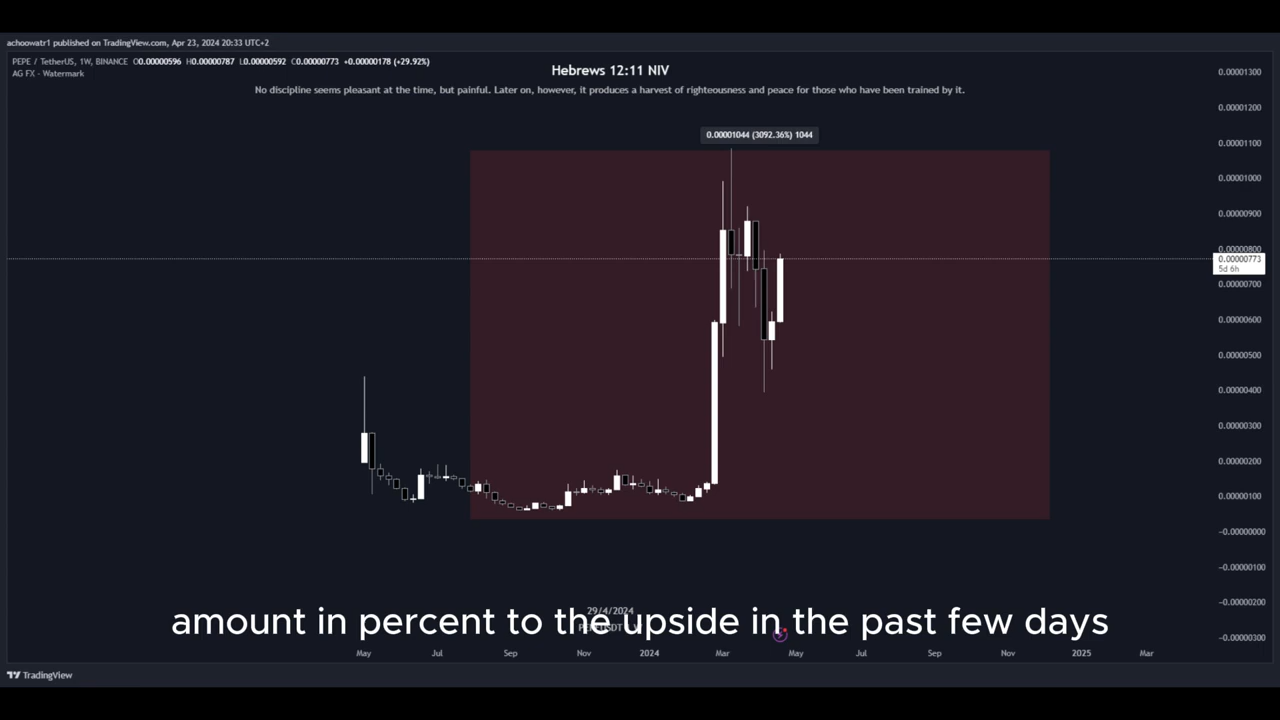 achoowatr1 published on TradingView.com, Apr 23, 2024 20:33 UTC+2
PEPE / TetherUS, 1W, BINANCE O0.00000596 H0.00000787 L0.00000592 C0.00000773 +0.00000178 (+29.92%)
AG FX - Watermark
Hebrews 12:11 NIV
No discipline seems pleasant at the time, but painful. Later on, however, it produces a harvest of righteousness and peace for those who have been trained by it.
0.00001044 (3092.36%) 1044
0.00001300
0.00001200
0.00001100
0.00001000
0.00000900
0.00000800
0.00000773
5d 6h
0.00000700
0.00000600
0.00000500
0.00000400
0.00000300
0.00000200
0.00000100
−0.00000000
−0.00000100
−0.00000200
−0.00000300
29/4/2024
amount in percent to the upside in the past few days
May Jul Sep Nov 2024 Mar May Jul Sep Nov 2025 Mar
TradingView